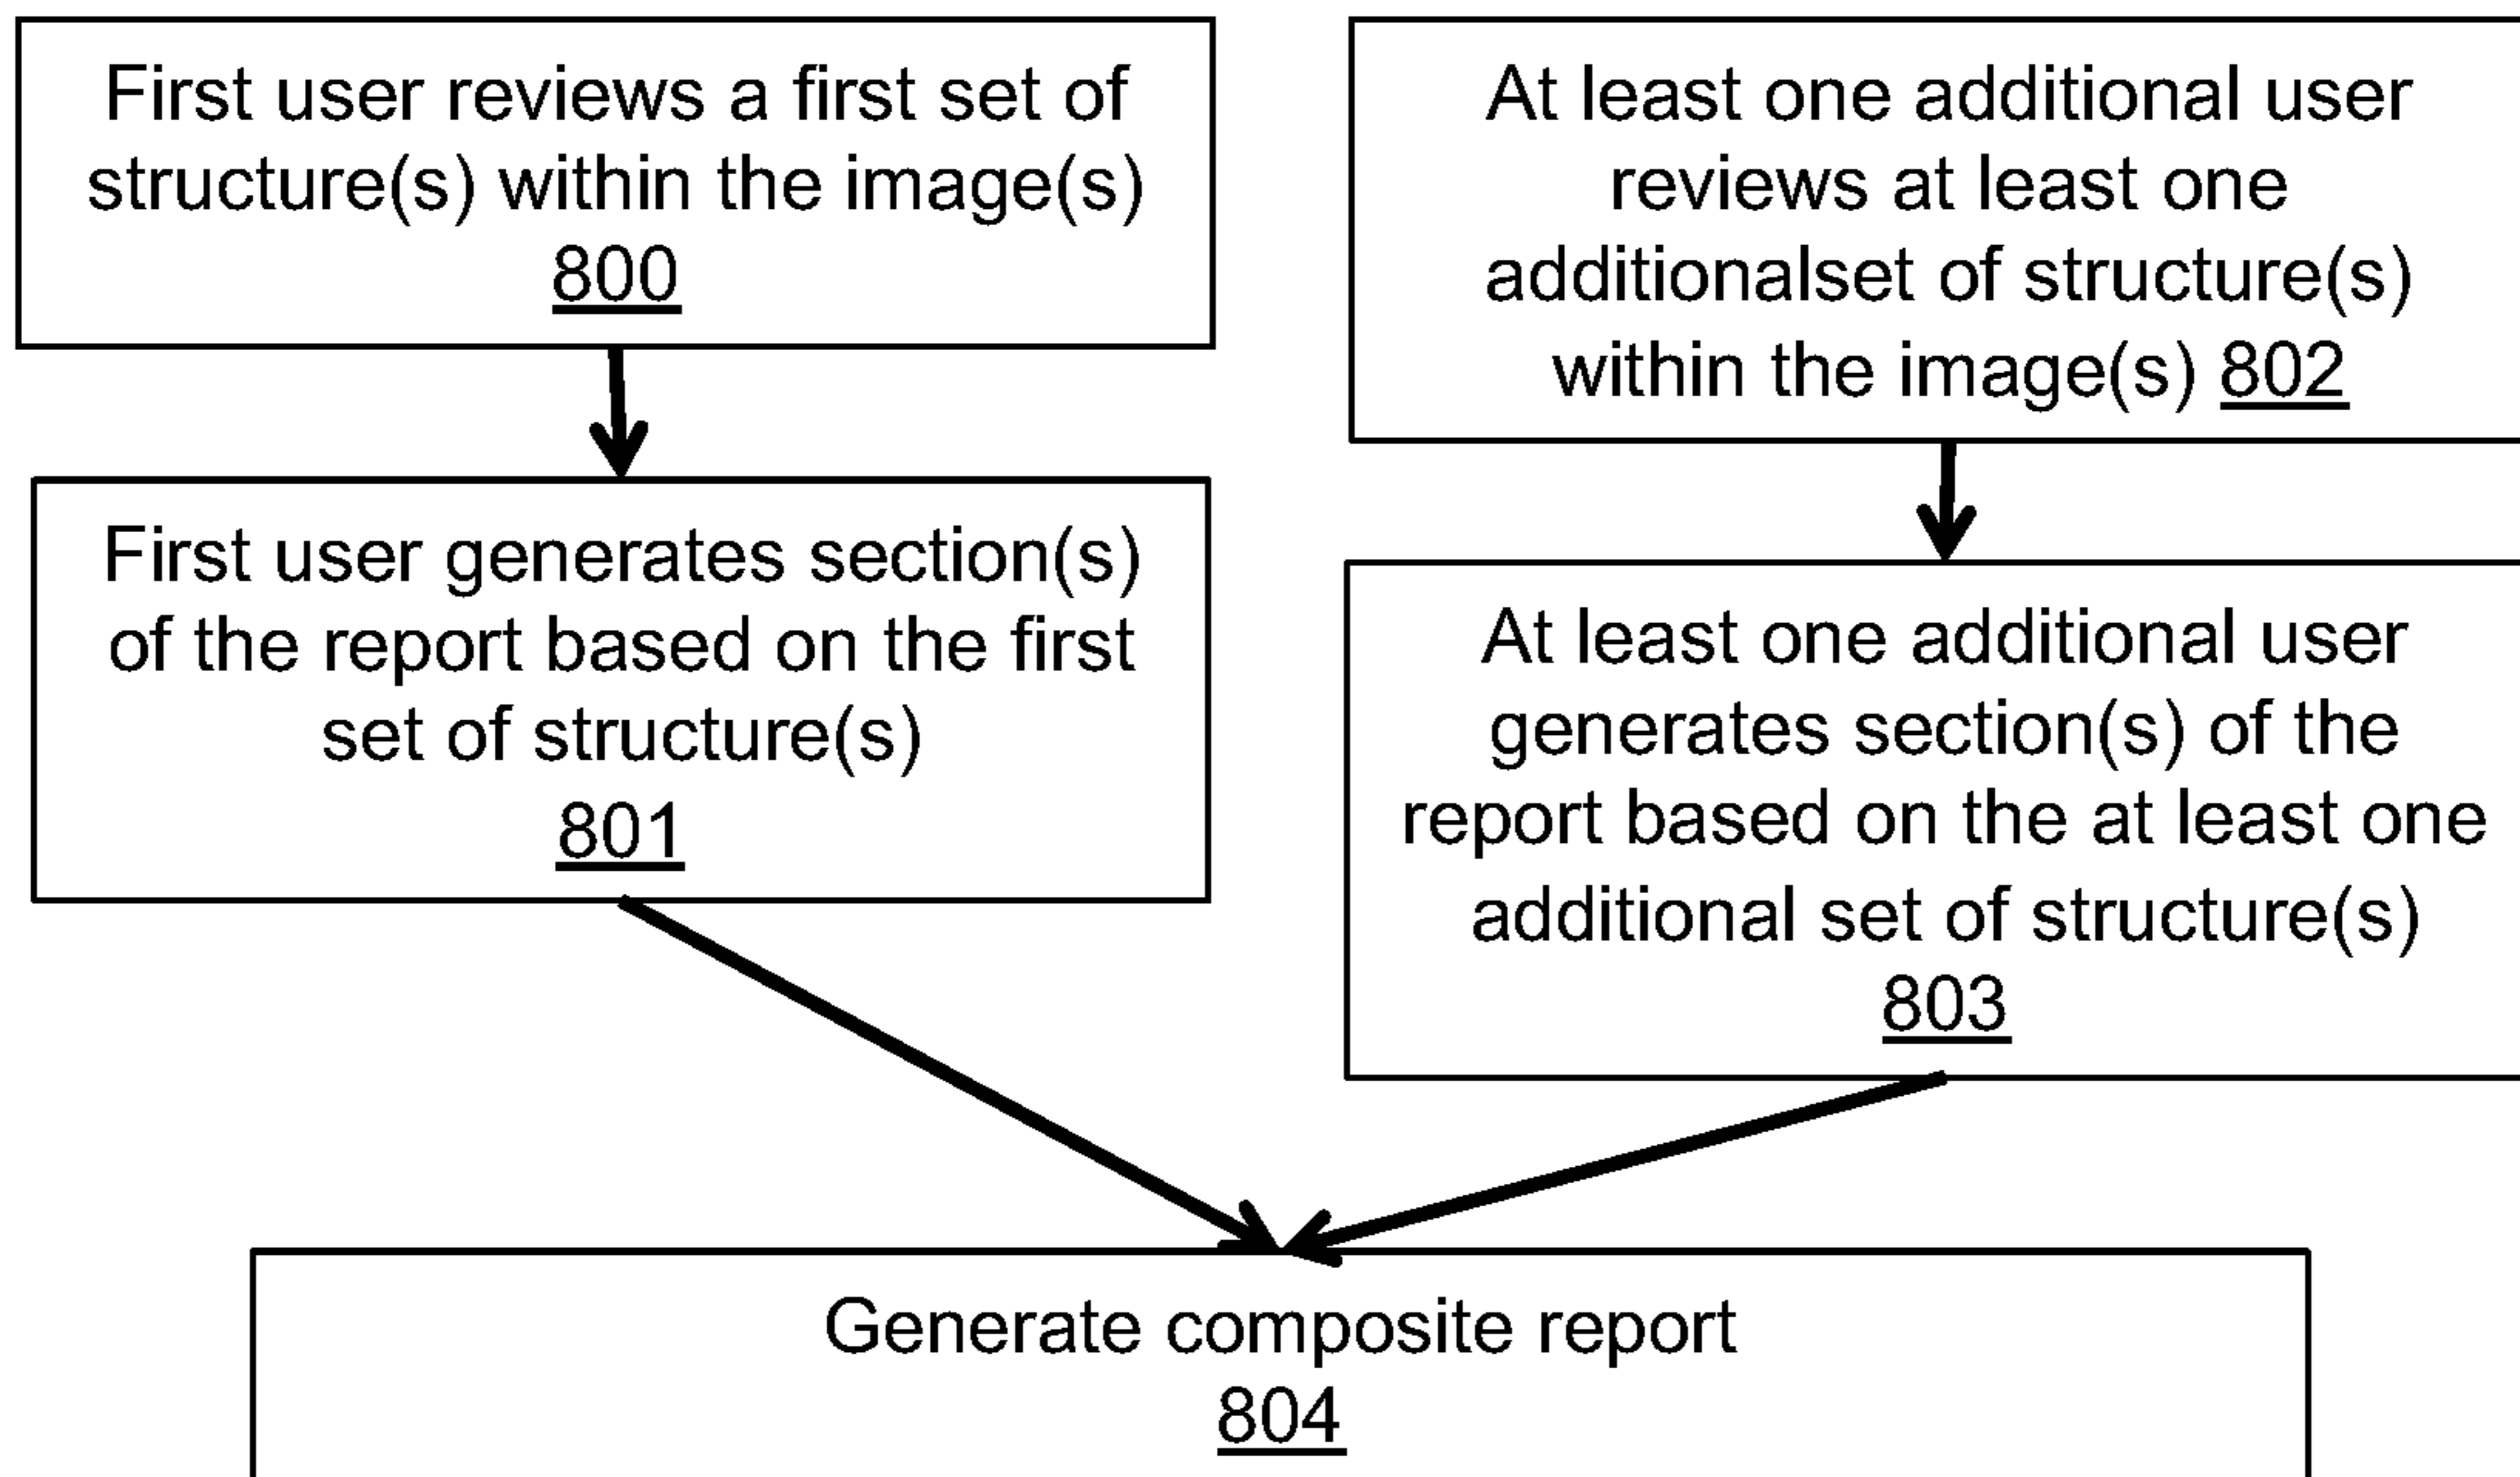 First user reviews a first set of
structure(s) within the image(s)
800
At least one additional user
reviews at least one
additionalset of structure(s)
within the image(s) 802
First user generates section(s)
of the report based on the first
set of structure(s)
801
At least one additional user
generates section(s) of the
report based on the at least one
additional set of structure(s)
803
Generate composite report
804